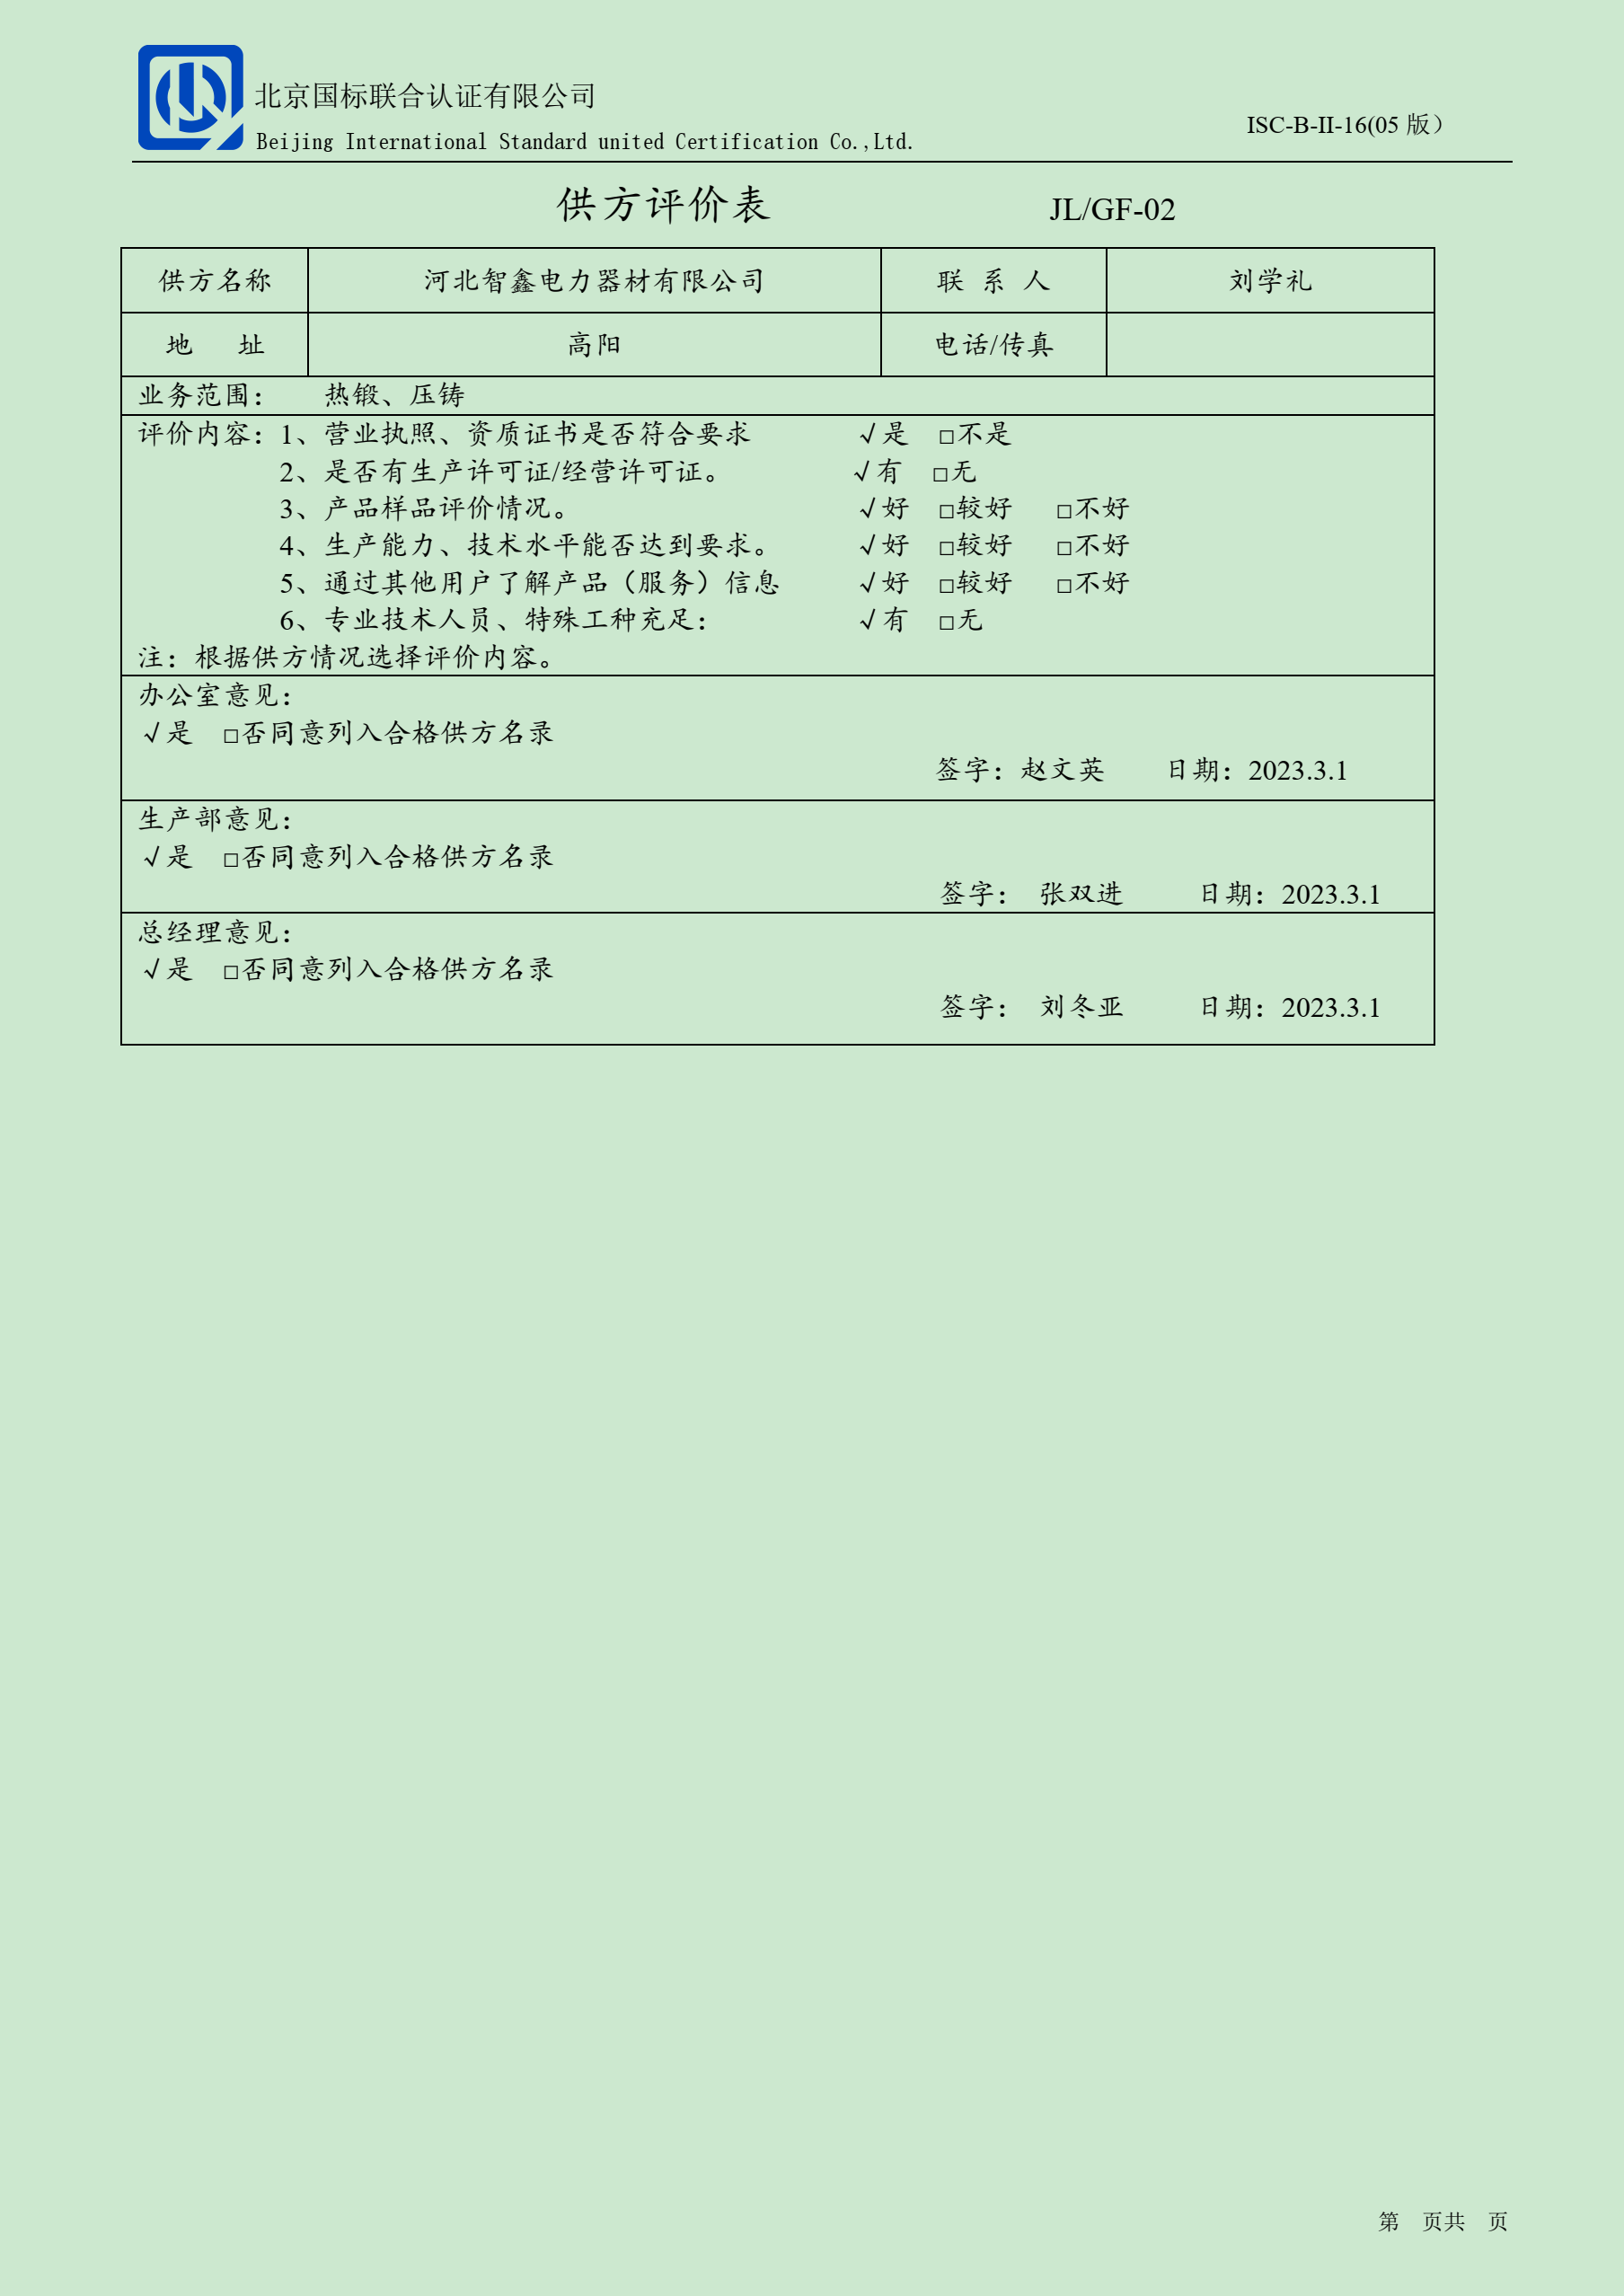 北京国标联合认证有限公司
Beijing International Standard united Certification Co.,Ltd.
ISC-B-II-16(05 版）
供方评价表 JL/GF-02
供方名称 河北智鑫电力器材有限公司 联 系 人 刘学礼
地 址 高阳 电话/传真
业务范围： 热锻、压铸
评价内容：1、营业执照、资质证书是否符合要求 √是 □不是
2、是否有生产许可证/经营许可证。 √有 □无
3、产品样品评价情况。 √好 □较好 □不好
4、生产能力、技术水平能否达到要求。 √好 □较好 □不好
5、通过其他用户了解产品（服务）信息 √好 □较好 □不好
6、专业技术人员、特殊工种充足： √有 □无
注：根据供方情况选择评价内容。
办公室意见：
√是 □否同意列入合格供方名录
签字：赵文英 日期：2023.3.1
生产部意见：
√是 □否同意列入合格供方名录
签字： 张双进 日期：2023.3.1
总经理意见：
√是 □否同意列入合格供方名录
签字： 刘冬亚 日期：2023.3.1
第 页共 页